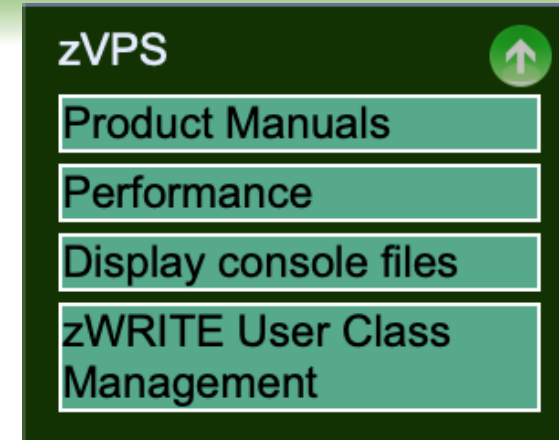 zVPS
Product Manuals
Performance
Display console files
zWRITE User Class
Management